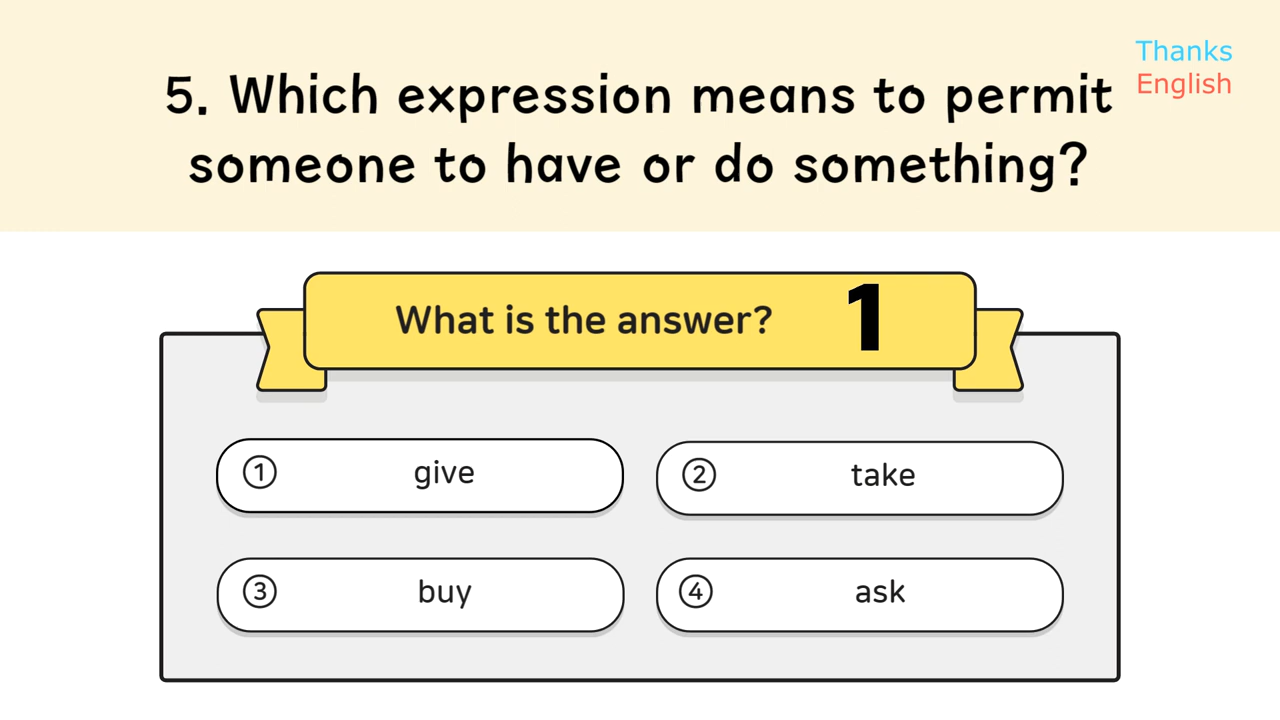 5. Which expression means to permit
someone to have or do something?
Thanks
English
What is the answer? 1
① give
② take
③ buy
④ ask